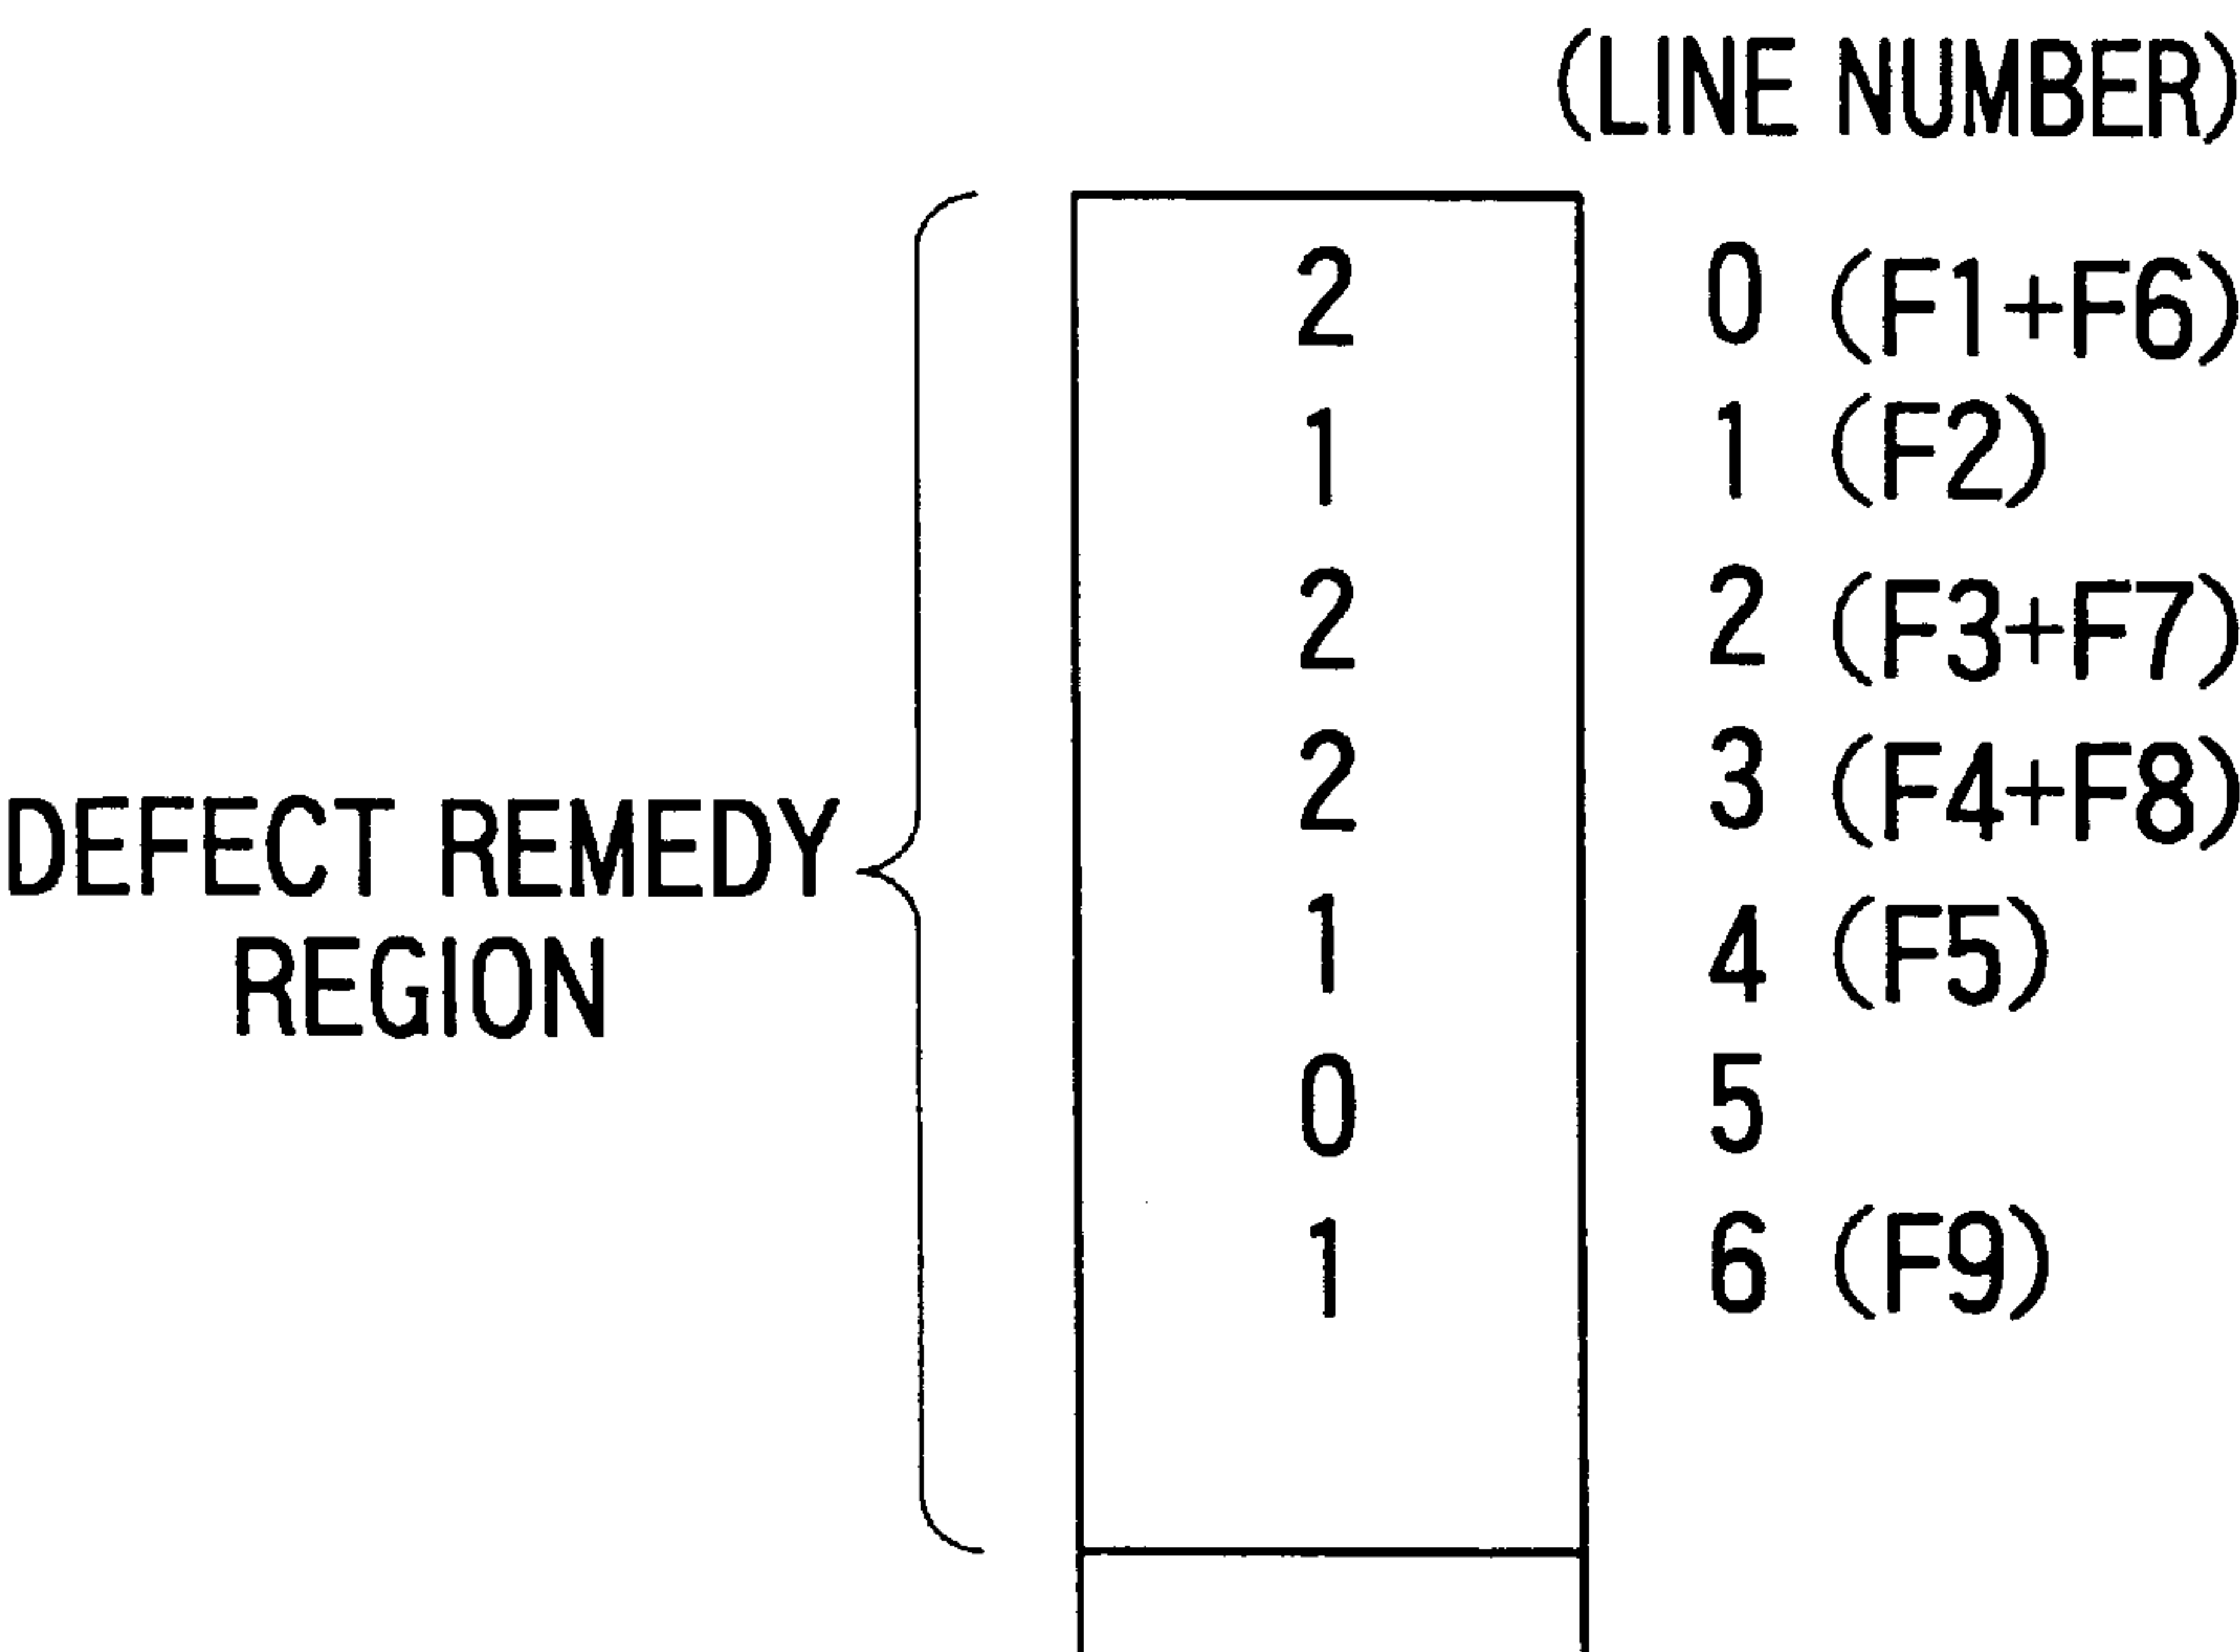 (LINE NUMBER)
2 0 (F1+F6)
1 1 (F2)
2 2 (F3+F7)
2 3 (F4+F8)
DEFECT REMEDY
REGION
1 4 (F5)
0 5
1 6 (F9)